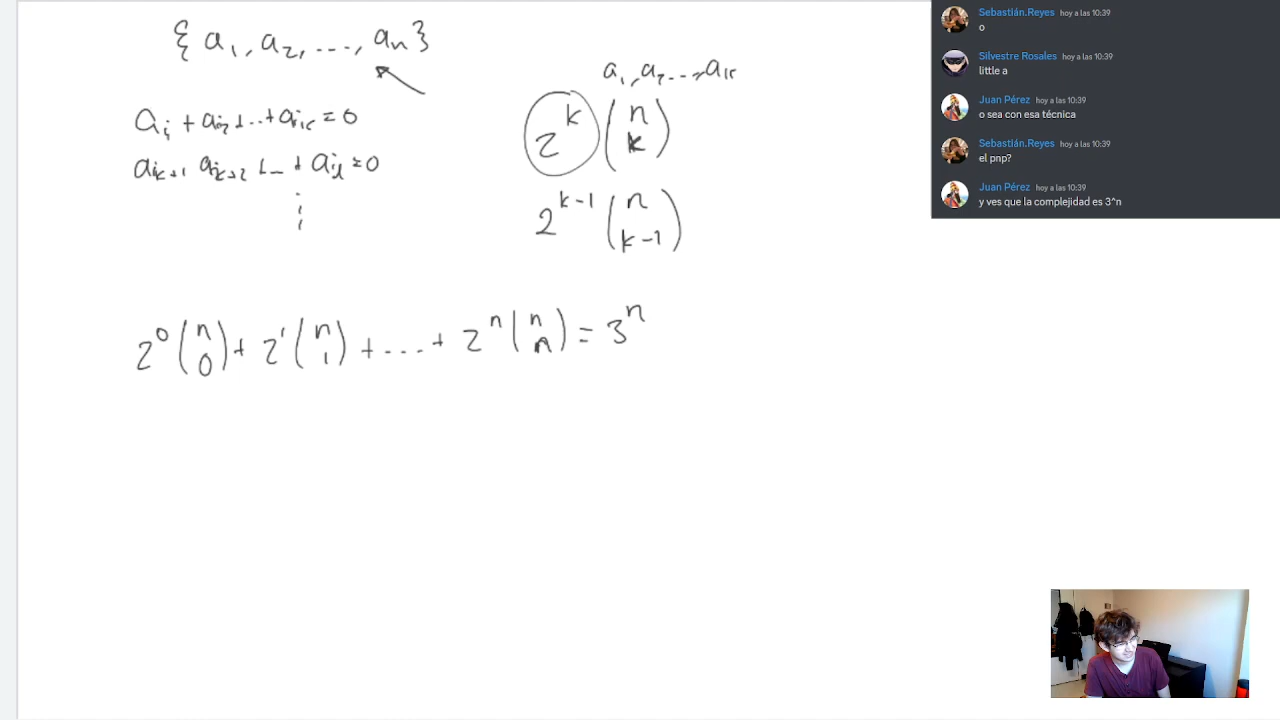 { a₁, a₂, ..., aₙ }
a₁, a₂ ..., aₖ
aᵢ₁ + aᵢ₂ + ... + aᵢₖ = 0
2ᵏ (n k)
aᵢₖ₊₁ aᵢₖ₊₂ + ... + aᵢₗ = 0
⋮
2ᵏ⁻¹ (n k-1)
2⁰ (n 0) + 2¹ (n 1) + ... + 2ⁿ (n n) = 3ⁿ
Sebastián.Reyes hoy a las 10:39
o
Silvestre Rosales hoy a las 10:39
little a
Juan Pérez hoy a las 10:39
o sea con esa técnica
Sebastián.Reyes hoy a las 10:39
el pnp?
Juan Pérez hoy a las 10:39
y ves que la complejidad es 3^n